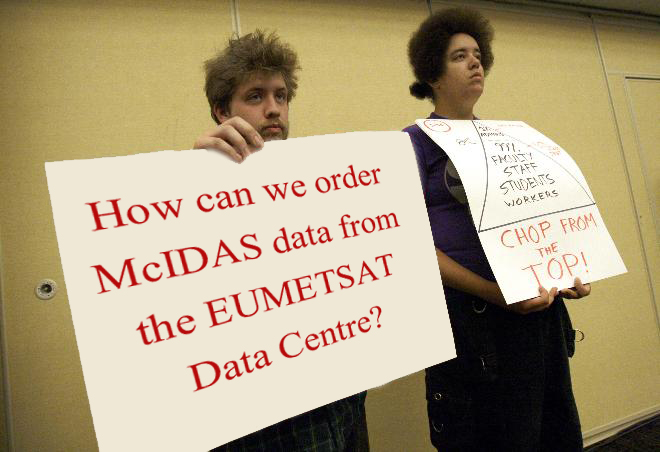 How can we order
McIDAS data from
the EUMETSAT
Data Centre?
99%
FACULTY
STAFF
STUDENTS
WORKERS
CHOP FROM
THE
TOP!